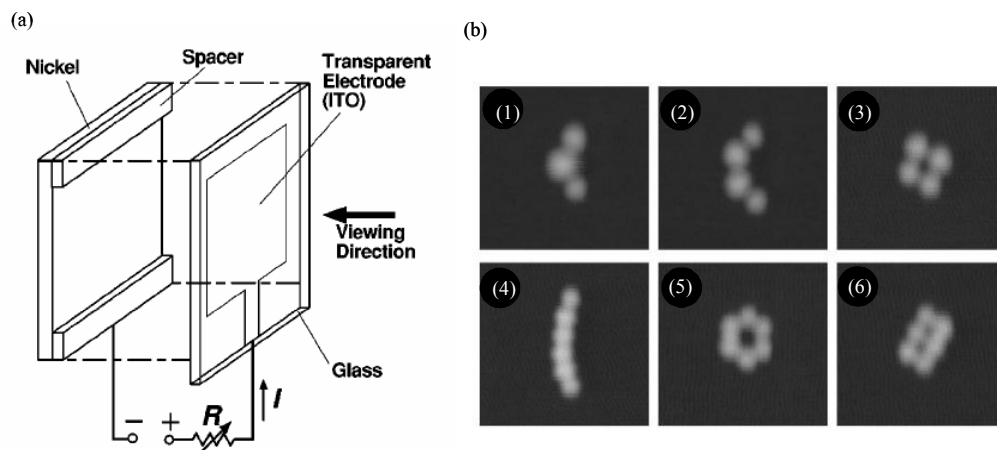 (a)
Nickel
Spacer
Transparent
Electrode
(ITO)
Viewing
Direction
Glass
I
R
− +
(b)
(1)
(2)
(3)
(4)
(5)
(6)